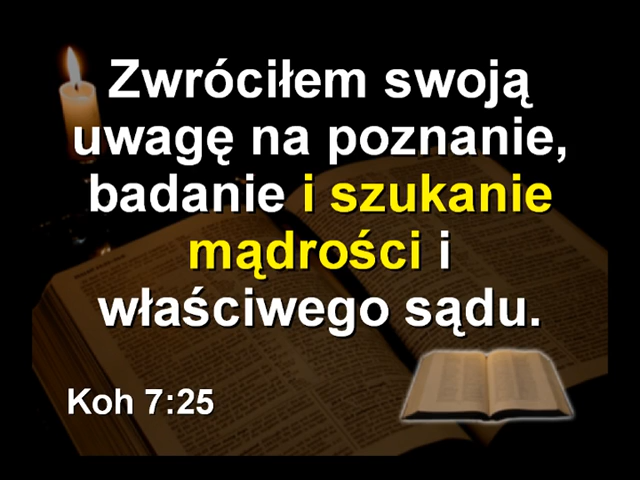 Zwróciłem swoją
uwagę na poznanie,
badanie i szukanie
mądrości i
właściwego sądu.
Koh 7:25